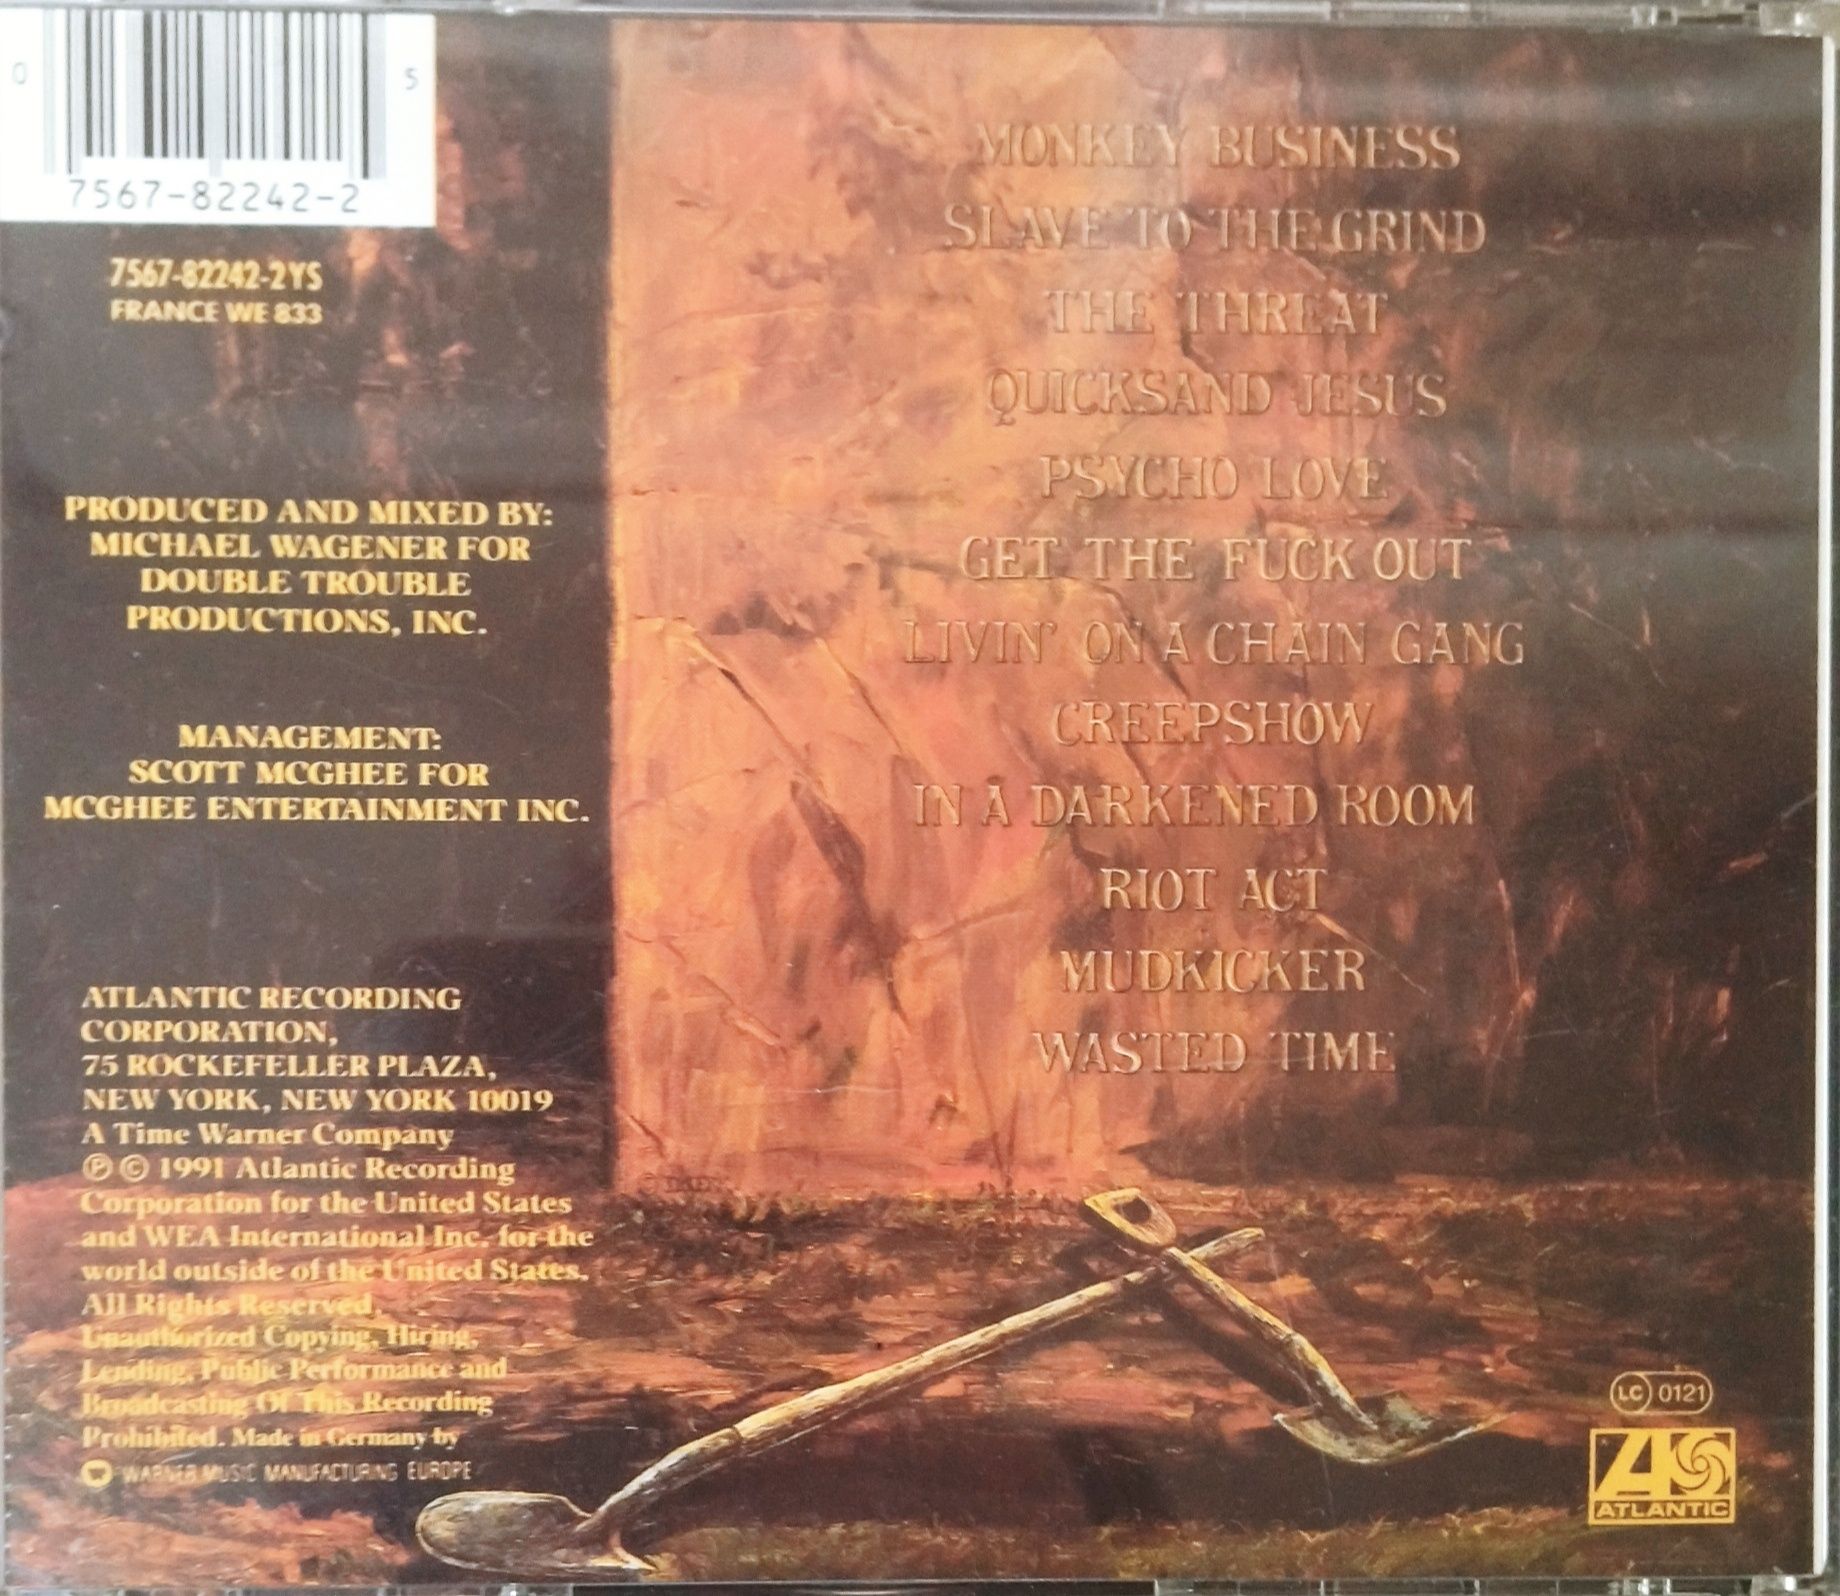 0 5
7567-82242-2
7567-82242-2YS
FRANCE WE 833
PRODUCED AND MIXED BY:
MICHAEL WAGENER FOR
DOUBLE TROUBLE
PRODUCTIONS, INC.
MANAGEMENT:
SCOTT MCGHEE FOR
MCGHEE ENTERTAINMENT INC.
ATLANTIC RECORDING
CORPORATION,
75 ROCKEFELLER PLAZA,
NEW YORK, NEW YORK 10019
A Time Warner Company
℗ © 1991 Atlantic Recording
Corporation for the United States
and WEA International Inc. for the
world outside of the United States.
All Rights Reserved.
Unauthorized Copying, Hiring,
Lending, Public Performance and
Broadcasting Of This Recording
Prohibited. Made in Germany by
WARNER MUSIC MANUFACTURING EUROPE
MONKEY BUSINESS
SLAVE TO THE GRIND
THE THREAT
QUICKSAND JESUS
PSYCHO LOVE
GET THE FUCK OUT
LIVIN' ON A CHAIN GANG
CREEPSHOW
IN A DARKENED ROOM
RIOT ACT
MUDKICKER
WASTED TIME
LC 0121
ATLANTIC